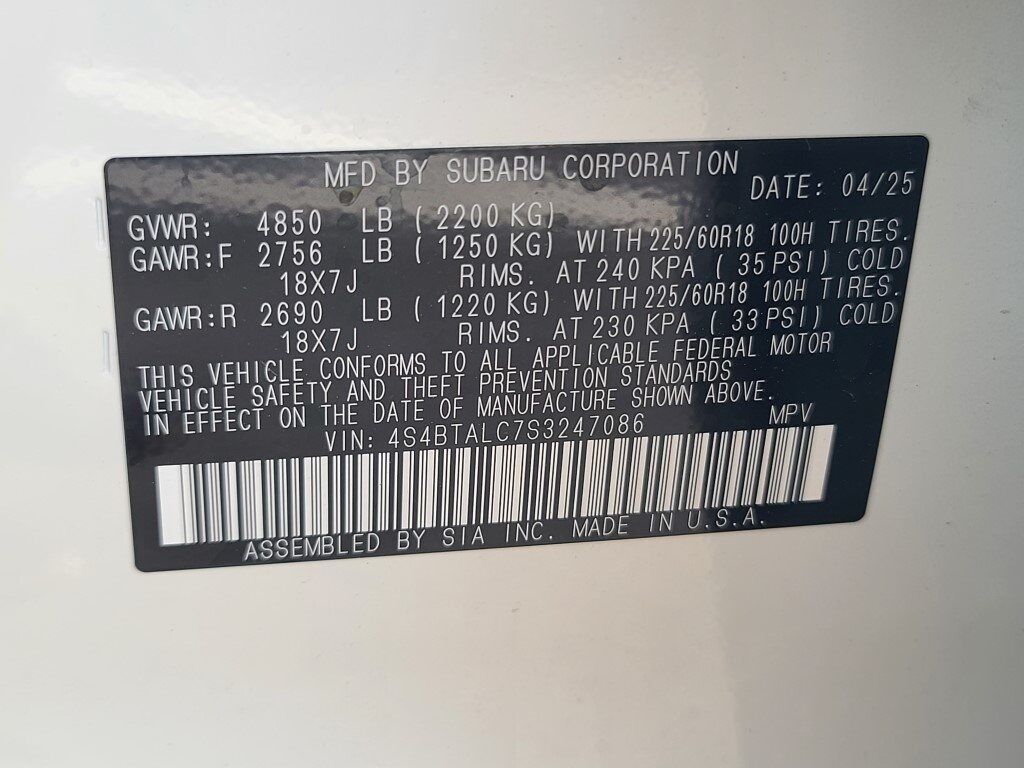 MFD BY SUBARU CORPORATION DATE: 04/25
GVWR: 4850 LB ( 2200 KG)
GAWR:F 2756 LB ( 1250 KG) WITH 225/60R18 100H TIRES.
18X7J RIMS. AT 240 KPA ( 35 PSI) COLD
GAWR:R 2690 LB ( 1220 KG) WITH 225/60R18 100H TIRES.
18X7J RIMS. AT 230 KPA ( 33 PSI) COLD
THIS VEHICLE CONFORMS TO ALL APPLICABLE FEDERAL MOTOR
VEHICLE SAFETY AND THEFT PREVENTION STANDARDS
IN EFFECT ON THE DATE OF MANUFACTURE SHOWN ABOVE.
VIN: 4S4BTALC7S3247086 MPV
ASSEMBLED BY SIA INC. MADE IN U.S.A.